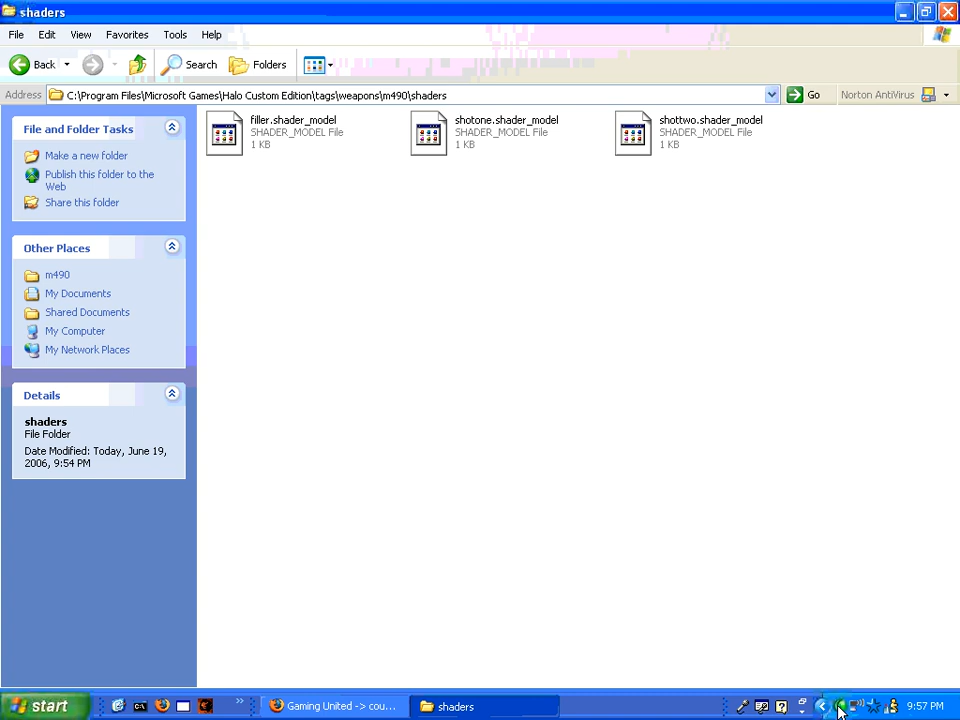 shaders
File Edit View Favorites Tools Help
Back Search Folders
Address C:\Program Files\Microsoft Games\Halo Custom Edition\tags\weapons\m490\shaders Go Norton AntiVirus
File and Folder Tasks
Make a new folder
Publish this folder to the
Web
Share this folder
Other Places
m490
My Documents
Shared Documents
My Computer
My Network Places
Details
shaders
File Folder
Date Modified: Today, June 19,
2006, 9:54 PM
filler.shader_model
SHADER_MODEL File
1 KB
shotone.shader_model
SHADER_MODEL File
1 KB
shottwo.shader_model
SHADER_MODEL File
1 KB
start Gaming United -> cou... shaders 9:57 PM